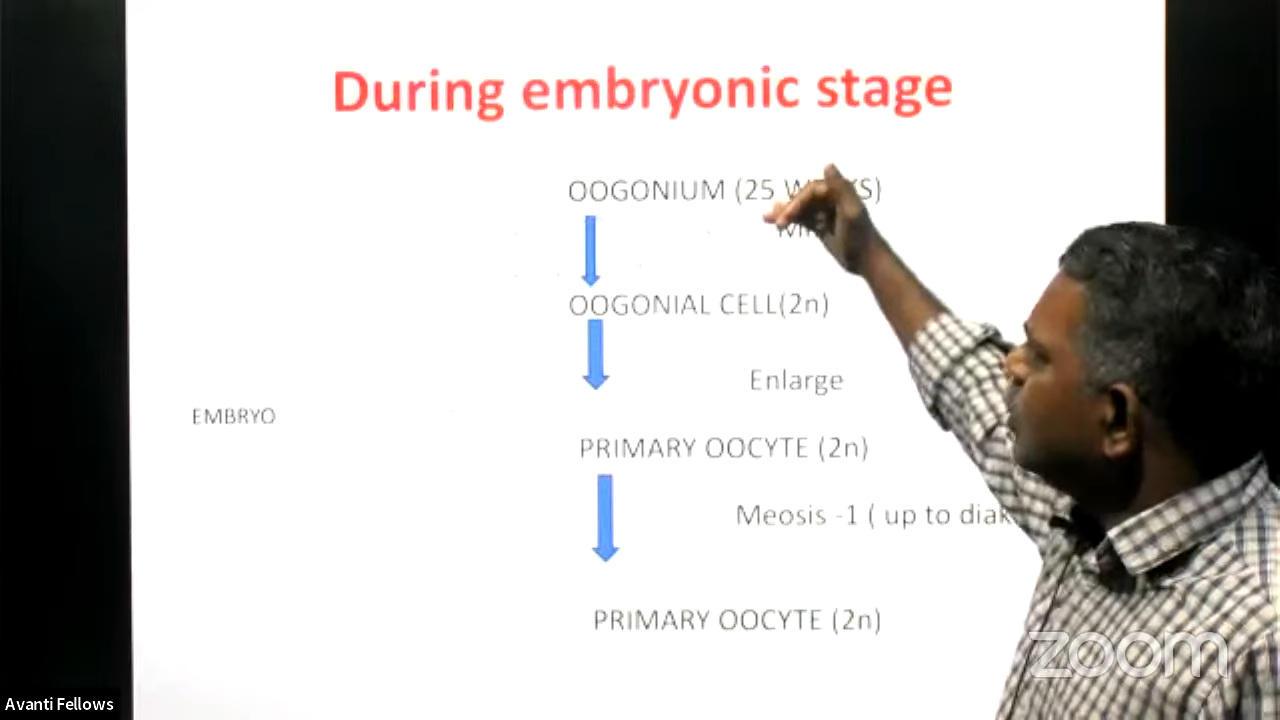 During embryonic stage
OOGONIUM (25
OOGONIAL CELL(2n)
Enlarge
EMBRYO
PRIMARY OOCYTE (2n)
Meosis -1 ( up to
PRIMARY OOCYTE (2n)
zoom
Avanti Fellows